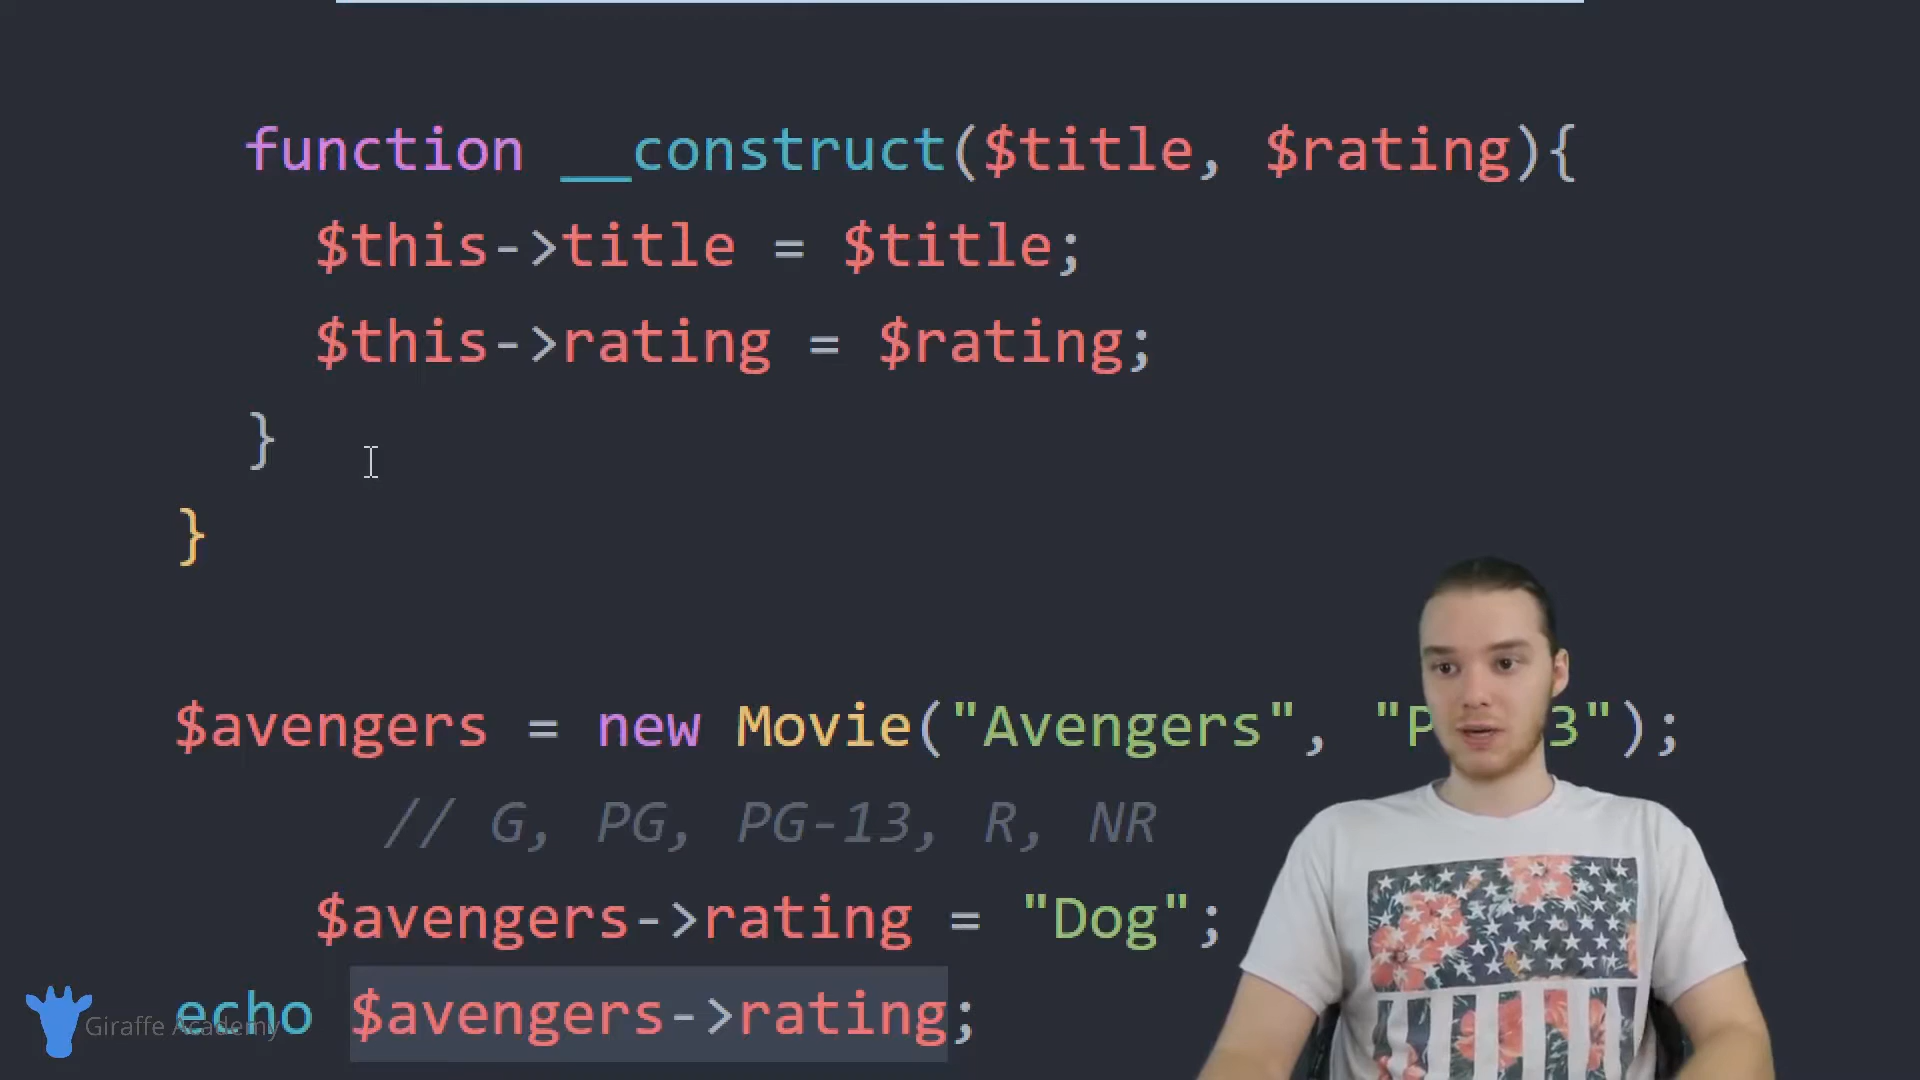 function __construct($title, $rating){
$this->title = $title;
$this->rating = $rating;
}
}
$avengers = new Movie("Avengers", "P 3");
// G, PG, PG-13, R, NR
$avengers->rating = "Dog";
echo $avengers->rating;
Giraffe Academy